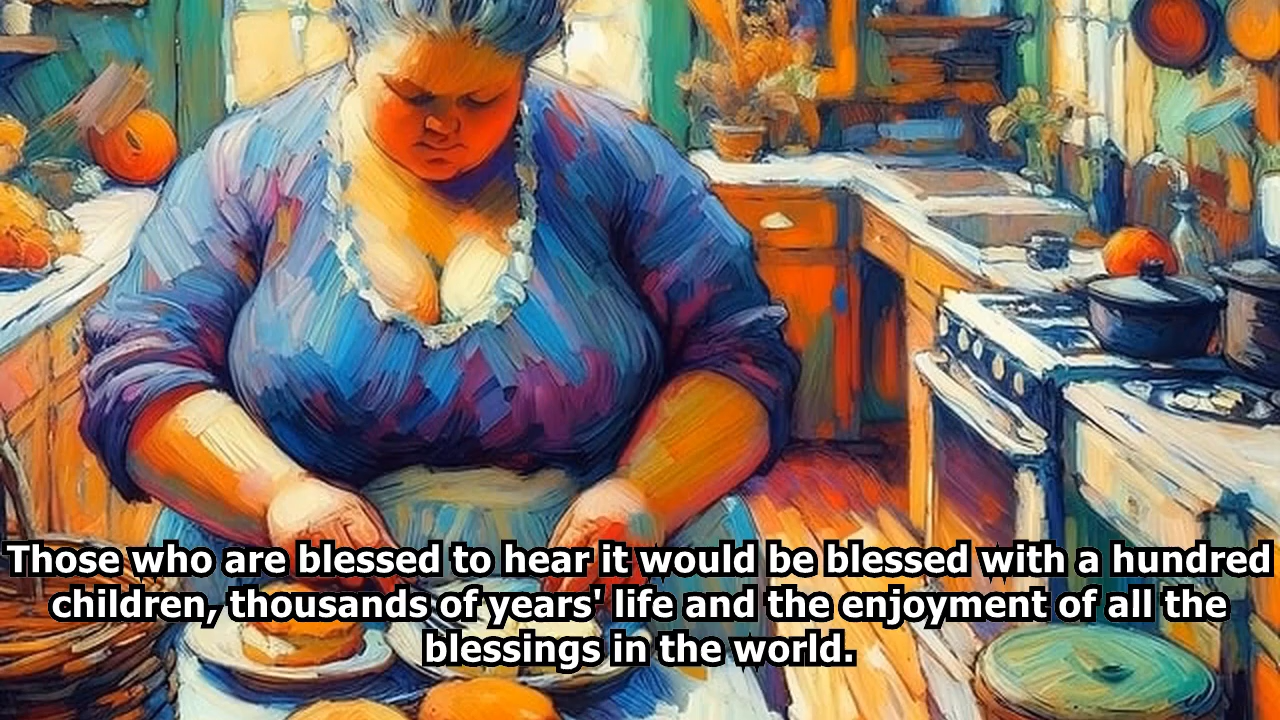 Those who are blessed to hear it would be blessed with a hundred
children, thousands of years' life and the enjoyment of all the
blessings in the world.